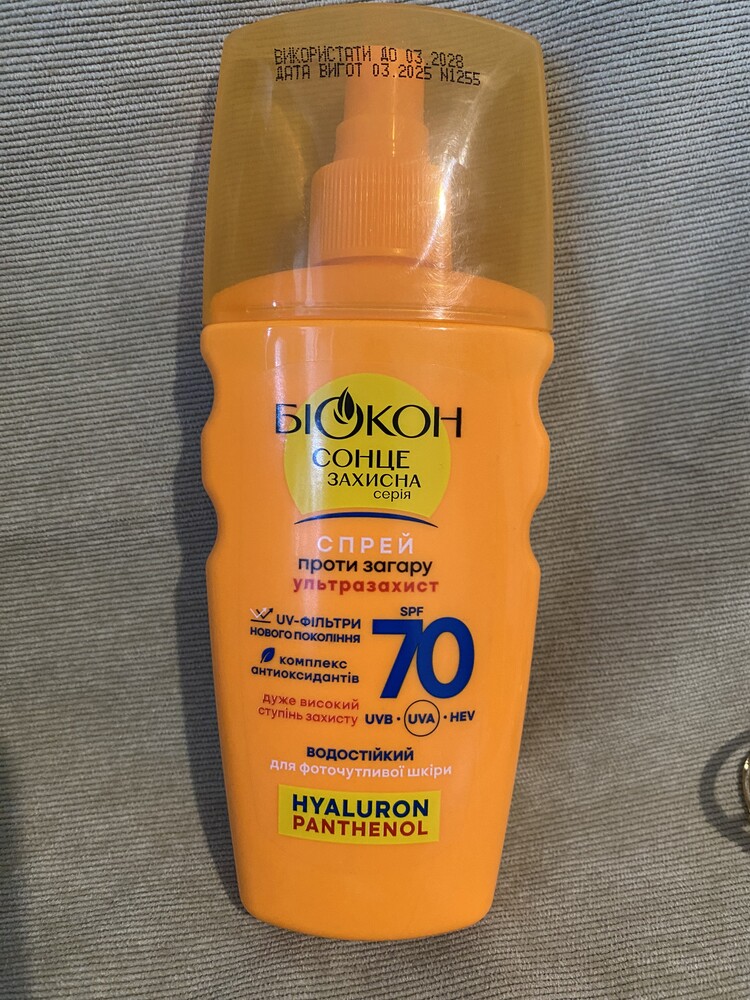 ВИКОРИСТАТИ ДО 03.2028
ДАТА ВИГОТ 03.2025 N1255
БІОКОН
СОНЦЕ
ЗАХИСНА
серія
СПРЕЙ
проти загару
ультразахист
UV-ФІЛЬТРИ
НОВОГО ПОКОЛІННЯ
комплекс
антиоксидантів
дуже високий
ступінь захисту
SPF
70
UVB · UVA · HEV
ВОДОСТІЙКИЙ
для фоточутливої шкіри
HYALURON
PANTHENOL